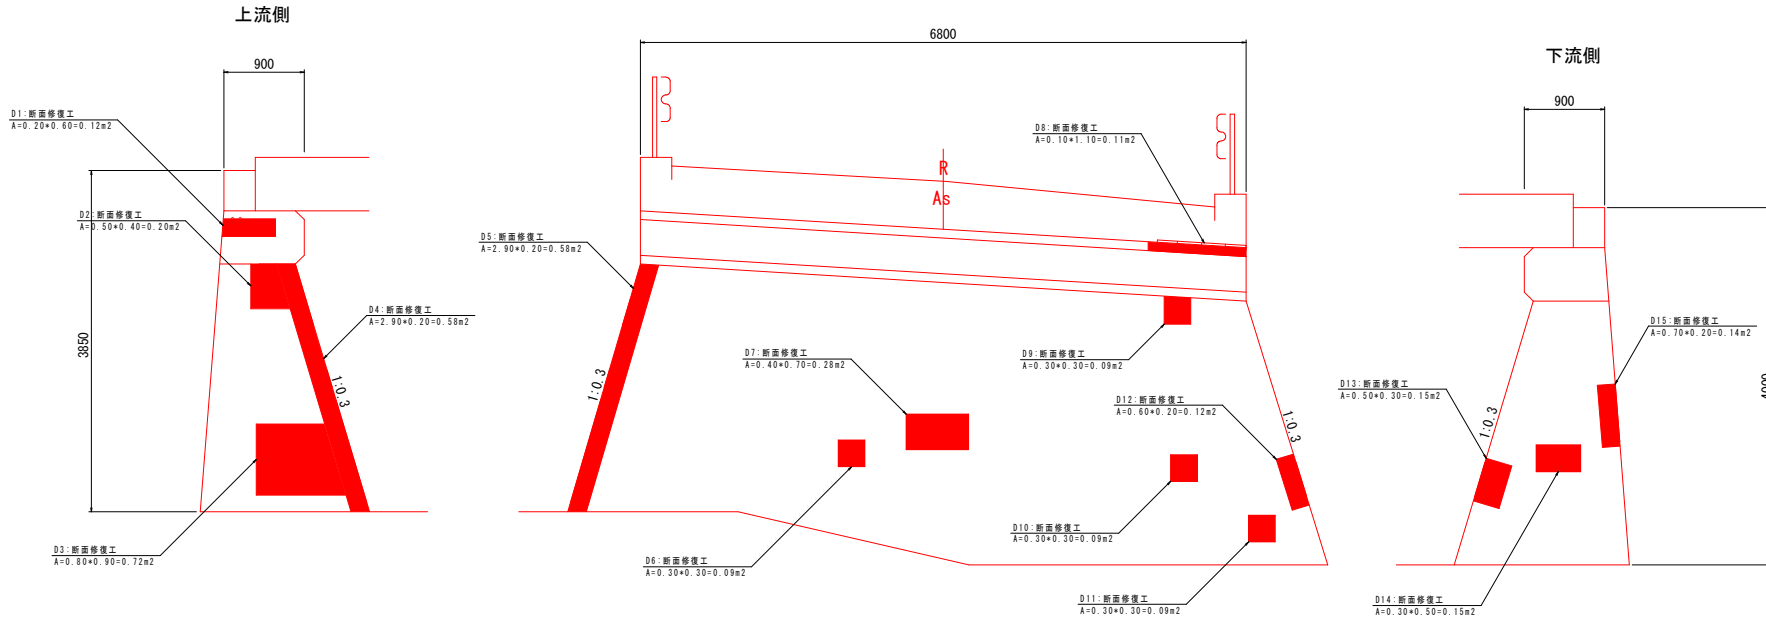 上流側
900
D1:断面修復工
A=0.20*0.60=0.12m2
D2:断面修復工
A=0.50*0.40=0.20m2
D4:断面修復工
A=2.90*0.20=0.58m2
3850
1:0.3
D3:断面修復工
A=0.80*0.90=0.72m2
6800
D8:断面修復工
A=0.10*1.10=0.11m2
R
As
D5:断面修復工
A=2.90*0.20=0.58m2
1:0.3
D7:断面修復工
A=0.40*0.70=0.28m2
D9:断面修復工
A=0.30*0.30=0.09m2
D12:断面修復工
A=0.60*0.20=0.12m2
1:0.3
D6:断面修復工
A=0.30*0.30=0.09m2
D10:断面修復工
A=0.30*0.30=0.09m2
D11:断面修復工
A=0.30*0.30=0.09m2
下流側
900
D15:断面修復工
A=0.70*0.20=0.14m2
D13:断面修復工
A=0.50*0.30=0.15m2
1:0.3
D14:断面修復工
A=0.30*0.50=0.15m2